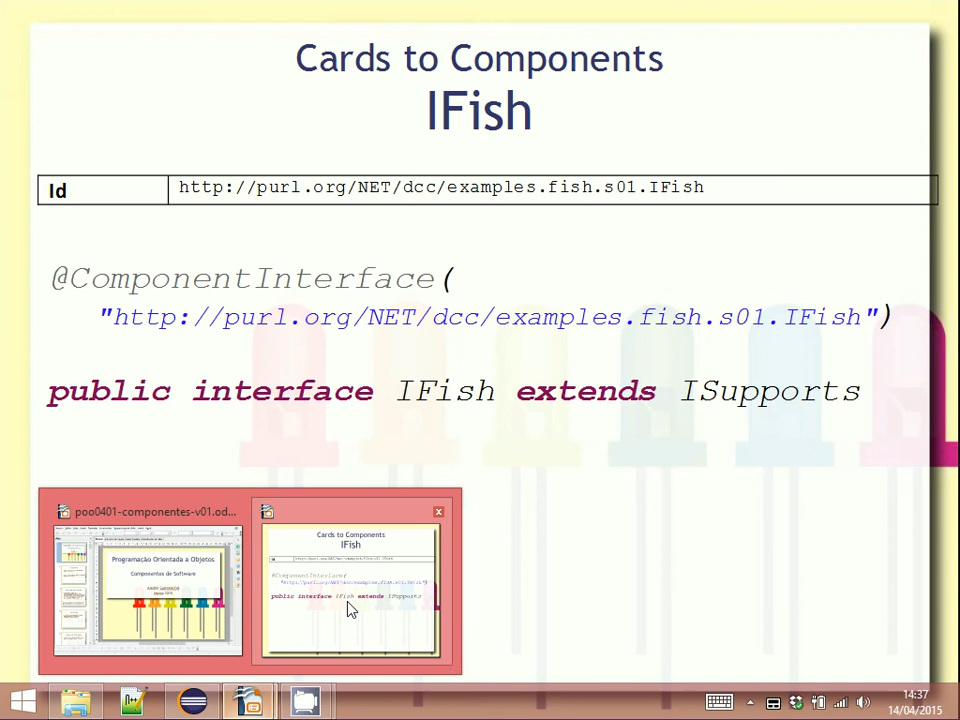 Cards to Components
IFish
Id http://purl.org/NET/dcc/examples.fish.s01.IFish
@ComponentInterface(
"http://purl.org/NET/dcc/examples.fish.s01.IFish")
public interface IFish extends ISupports
poo0401-componentes-v01.od...
Programação Orientada a Objetos
Componentes de Software
Cards to Components
IFish
@ComponentInterface(
public interface IFish extends ISupports
14:37
14/04/2015